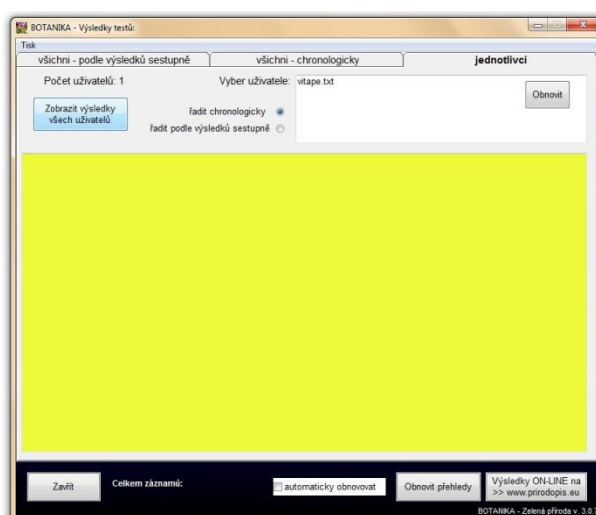 BOTANIKA - Výsledky testů:
Tisk
všichni - podle výsledků sestupně
všichni - chronologicky
jednotlivci
Počet uživatelů: 1
Vyber uživatele:
vitape.txt
Obnovit
Zobrazit výsledky
všech uživatelů
řadit chronologicky
řadit podle výsledků sestupně
Zavřít
Celkem záznamů:
automaticky obnovovat
Obnovit přehledy
Výsledky ON-LINE na
>> www.prirodopis.eu
BOTANIKA - Zelená příroda v. 3.0.